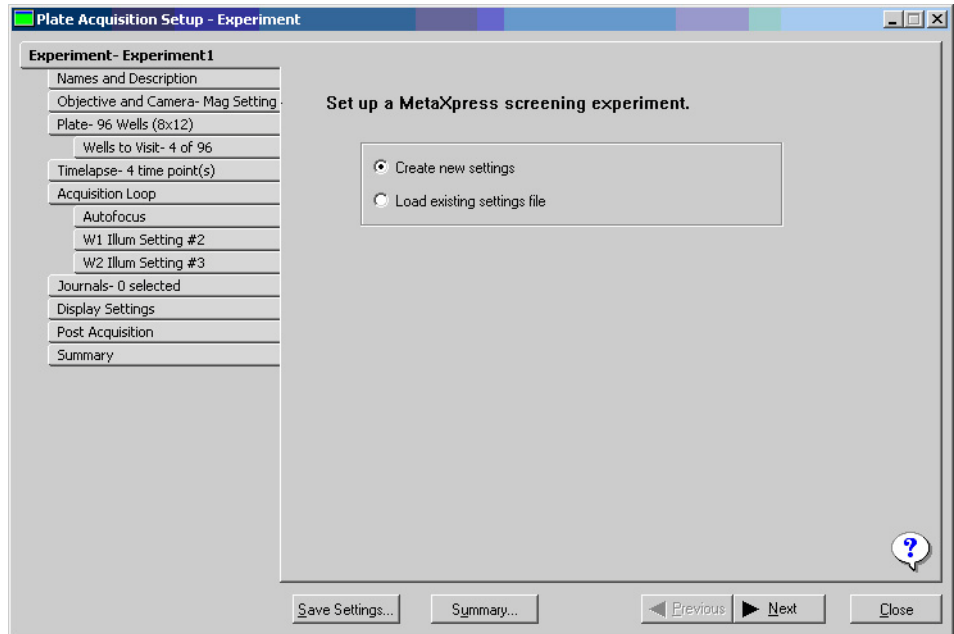 Plate Acquisition Setup - Experiment
Experiment- Experiment1
Names and Description
Objective and Camera- Mag Setting
Plate- 96 Wells (8x12)
Wells to Visit- 4 of 96
Timelapse- 4 time point(s)
Acquisition Loop
Autofocus
W1 Illum Setting #2
W2 Illum Setting #3
Journals- 0 selected
Display Settings
Post Acquisition
Summary
Set up a MetaXpress screening experiment.
Create new settings
Load existing settings file
?
Save Settings... Summary... Previous Next Close